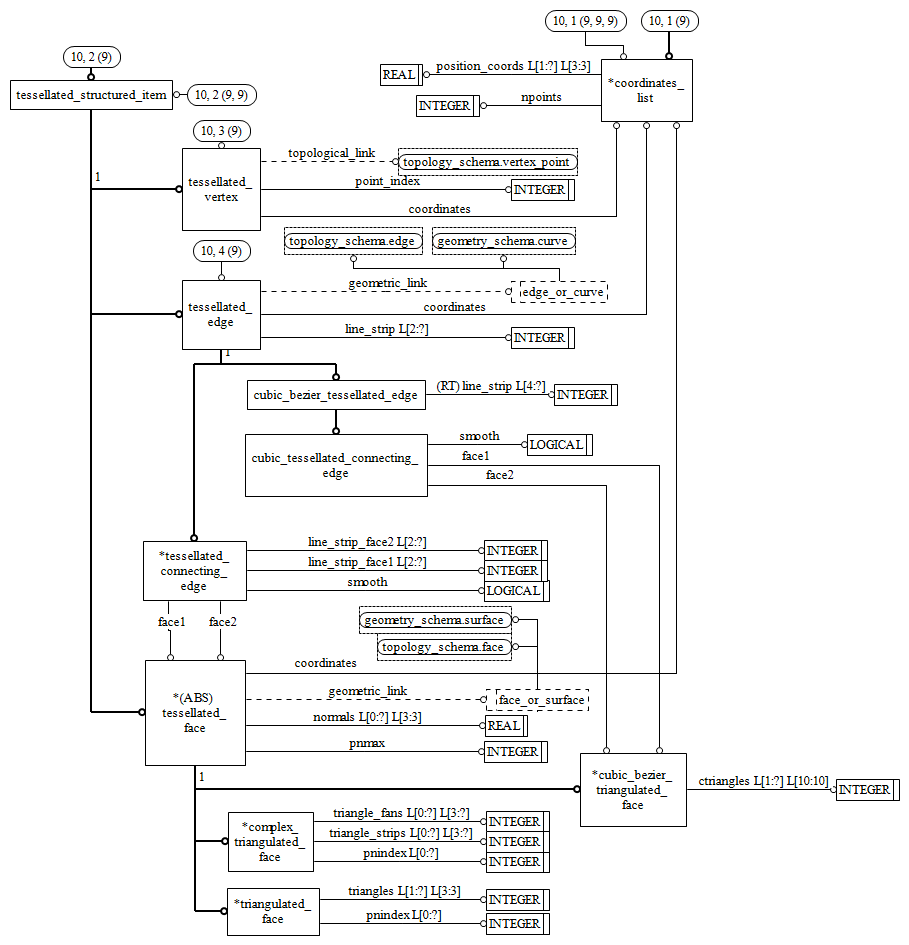 10, 1 (9, 9, 9)
10, 1 (9)
10, 2 (9)
tessellated_structured_item
10, 2 (9, 9)
REAL
position_coords L[1:?] L[3:3]
INTEGER
npoints
*coordinates_
list
10, 3 (9)
1
tessellated_
vertex
topological_link
topology_schema.vertex_point
point_index
INTEGER
coordinates
topology_schema.edge
geometry_schema.curve
10, 4 (9)
tessellated_
edge
geometric_link
edge_or_curve
coordinates
line_strip L[2:?]
INTEGER
1
cubic_bezier_tessellated_edge
(RT) line_strip L[4:?]
INTEGER
cubic_tessellated_connecting_
edge
smooth
LOGICAL
face1
face2
*tessellated_
connecting_
edge
line_strip_face2 L[2:?]
INTEGER
line_strip_face1 L[2:?]
INTEGER
smooth
LOGICAL
face1
face2
geometry_schema.surface
topology_schema.face
*(ABS)
tessellated_
face
coordinates
geometric_link
face_or_surface
normals L[0:?] L[3:3]
REAL
pnmax
INTEGER
1
*cubic_bezier_
triangulated_
face
ctriangles L[1:?] L[10:10]
INTEGER
*complex_
triangulated_
face
triangle_fans L[0:?] L[3:?]
INTEGER
triangle_strips L[0:?] L[3:?]
INTEGER
pnindex L[0:?]
INTEGER
*triangulated_
face
triangles L[1:?] L[3:3]
INTEGER
pnindex L[0:?]
INTEGER